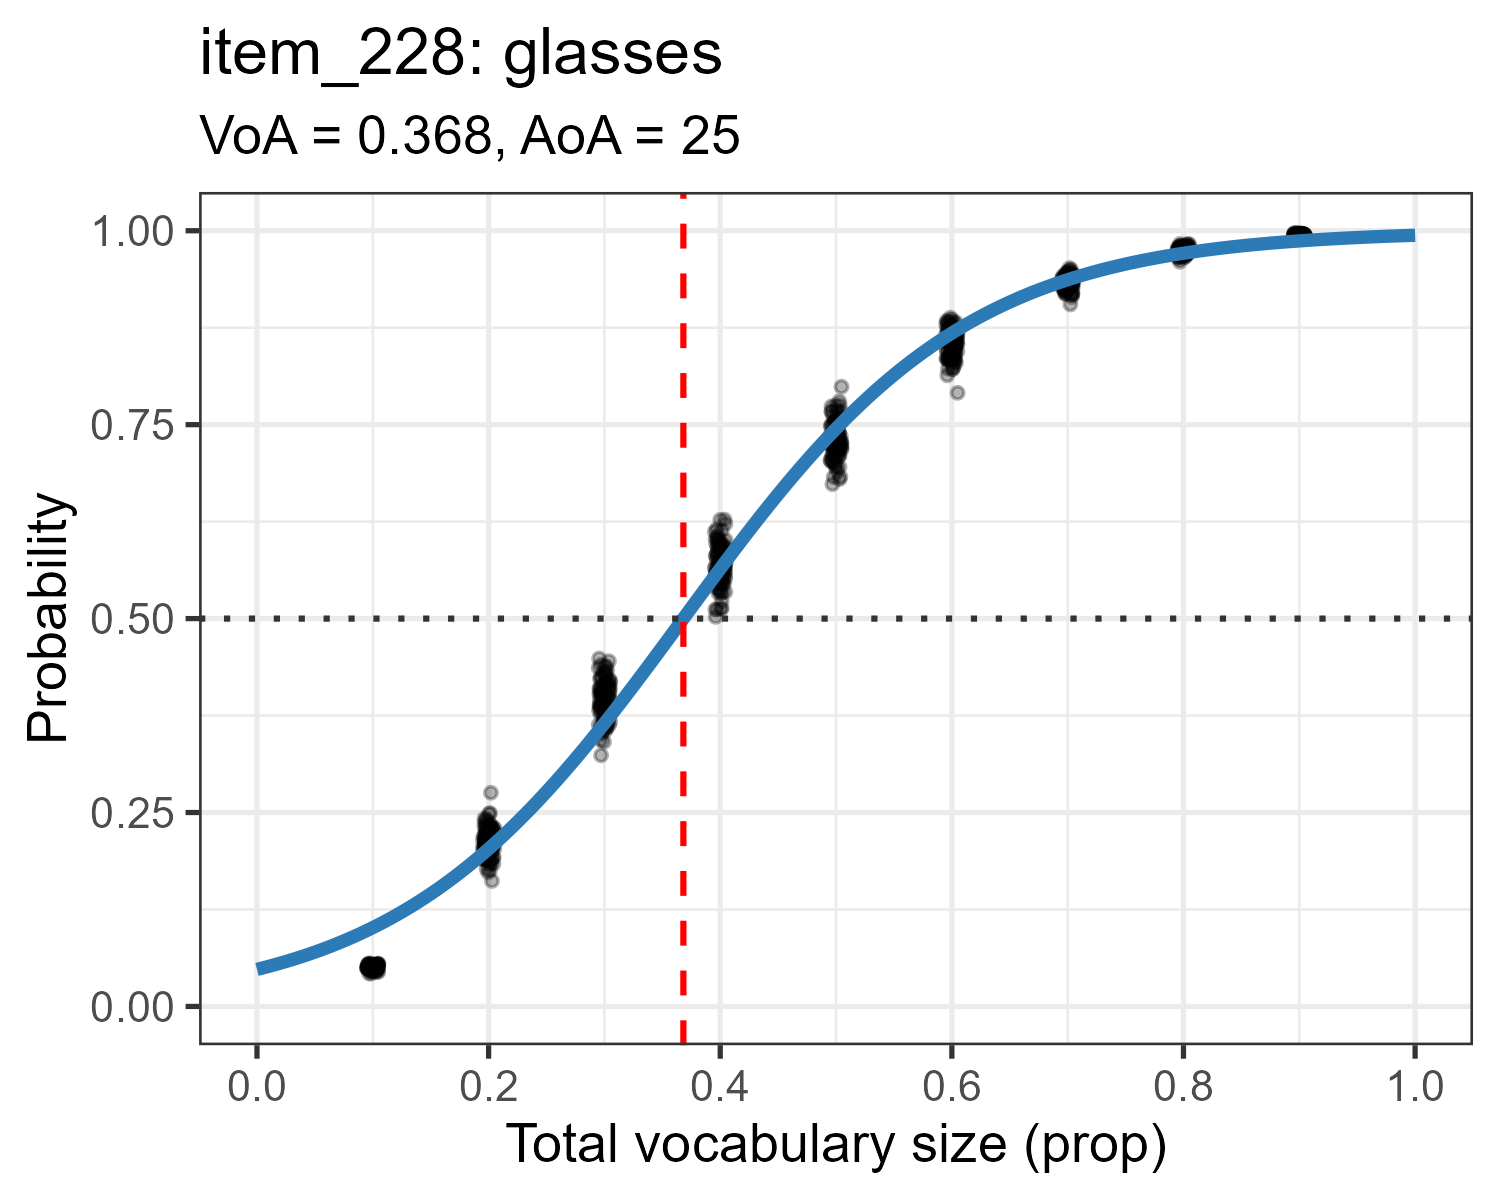 item_228: glasses
VoA = 0.368, AoA = 25
1.00
0.75
0.50
0.25
0.00
Probability
0.0 0.2 0.4 0.6 0.8 1.0
Total vocabulary size (prop)